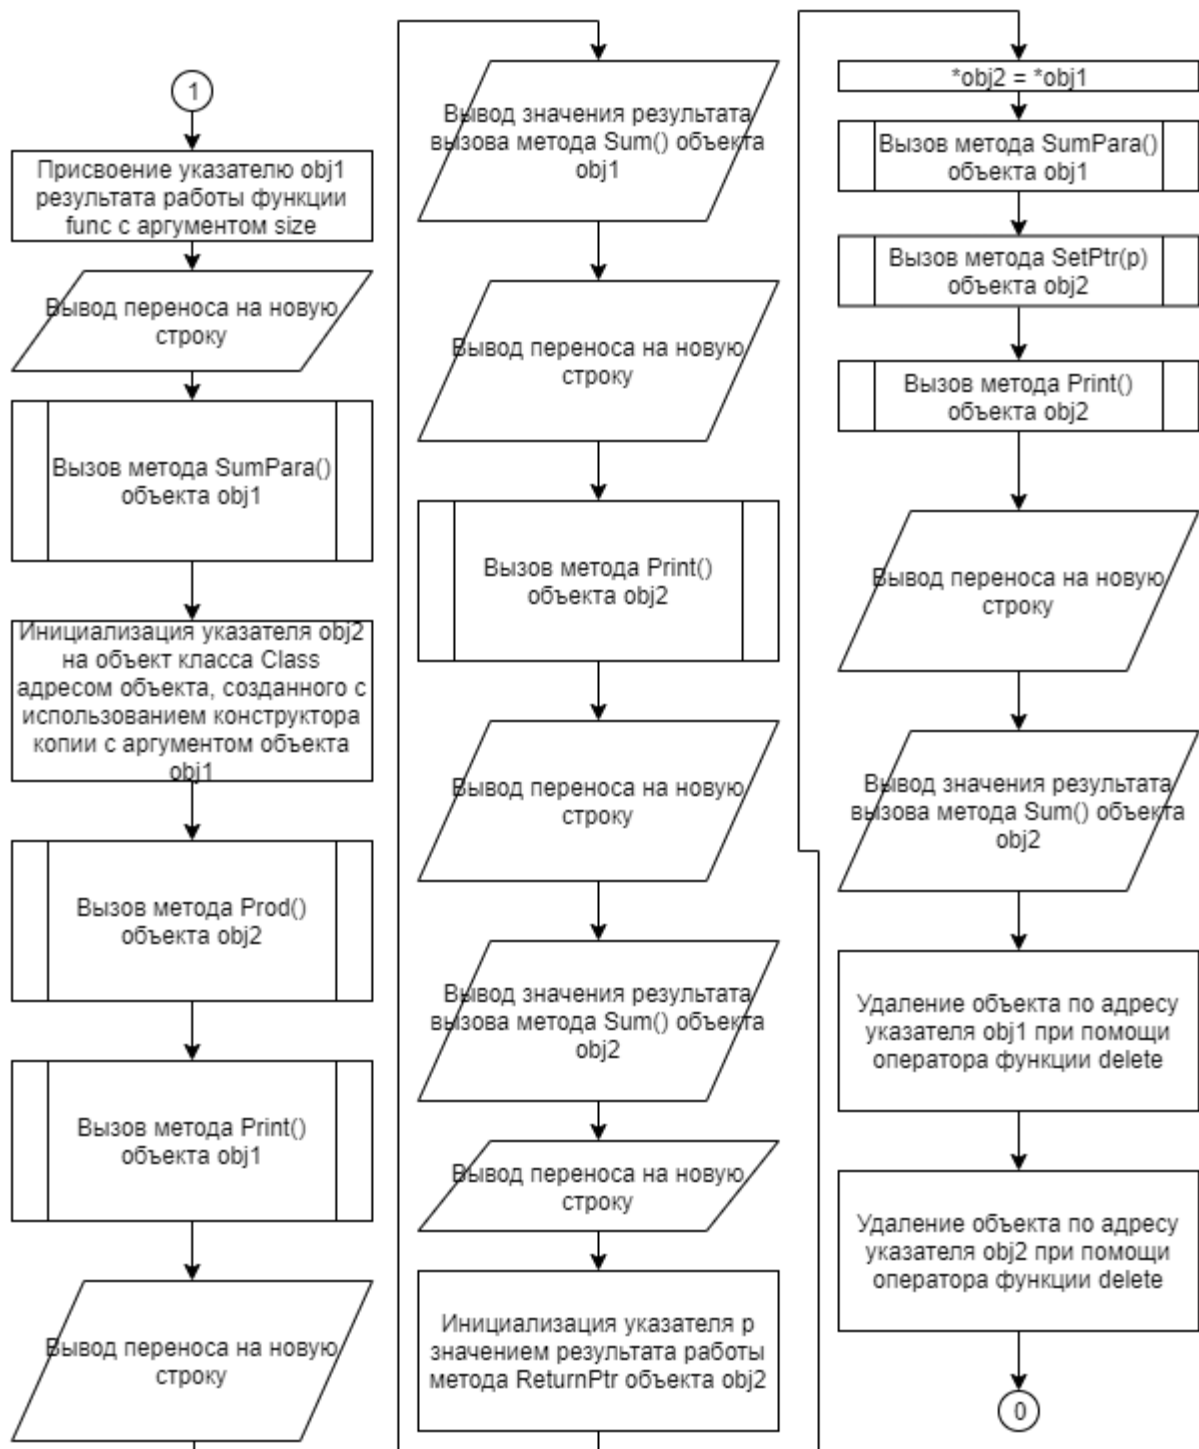 1
Присвоение указателю obj1
результата работы функции
func с аргументом size
Вывод переноса на новую
строку
Вызов метода SumPara()
объекта obj1
Инициализация указателя obj2
на объект класса Class
адресом объекта, созданного с
использованием конструктора
копии с аргументом объекта
obj1
Вызов метода Prod()
объекта obj2
Вызов метода Print()
объекта obj1
Вывод переноса на новую
строку
Вывод значения результата
вызова метода Sum() объекта
obj1
Вывод переноса на новую
строку
Вызов метода Print()
объекта obj2
Вывод переноса на новую
строку
Вывод значения результата
вызова метода Sum() объекта
obj2
Вывод переноса на новую
строку
Инициализация указателя p
значением результата работы
метода ReturnPtr объекта obj2
*obj2 = *obj1
Вызов метода SumPara()
объекта obj1
Вызов метода SetPtr(p)
объекта obj2
Вызов метода Print()
объекта obj2
Вывод переноса на новую
строку
Вывод значения результата
вызова метода Sum() объекта
obj2
Удаление объекта по адресу
указателя obj1 при помощи
оператора функции delete
Удаление объекта по адресу
указателя obj2 при помощи
оператора функции delete
0